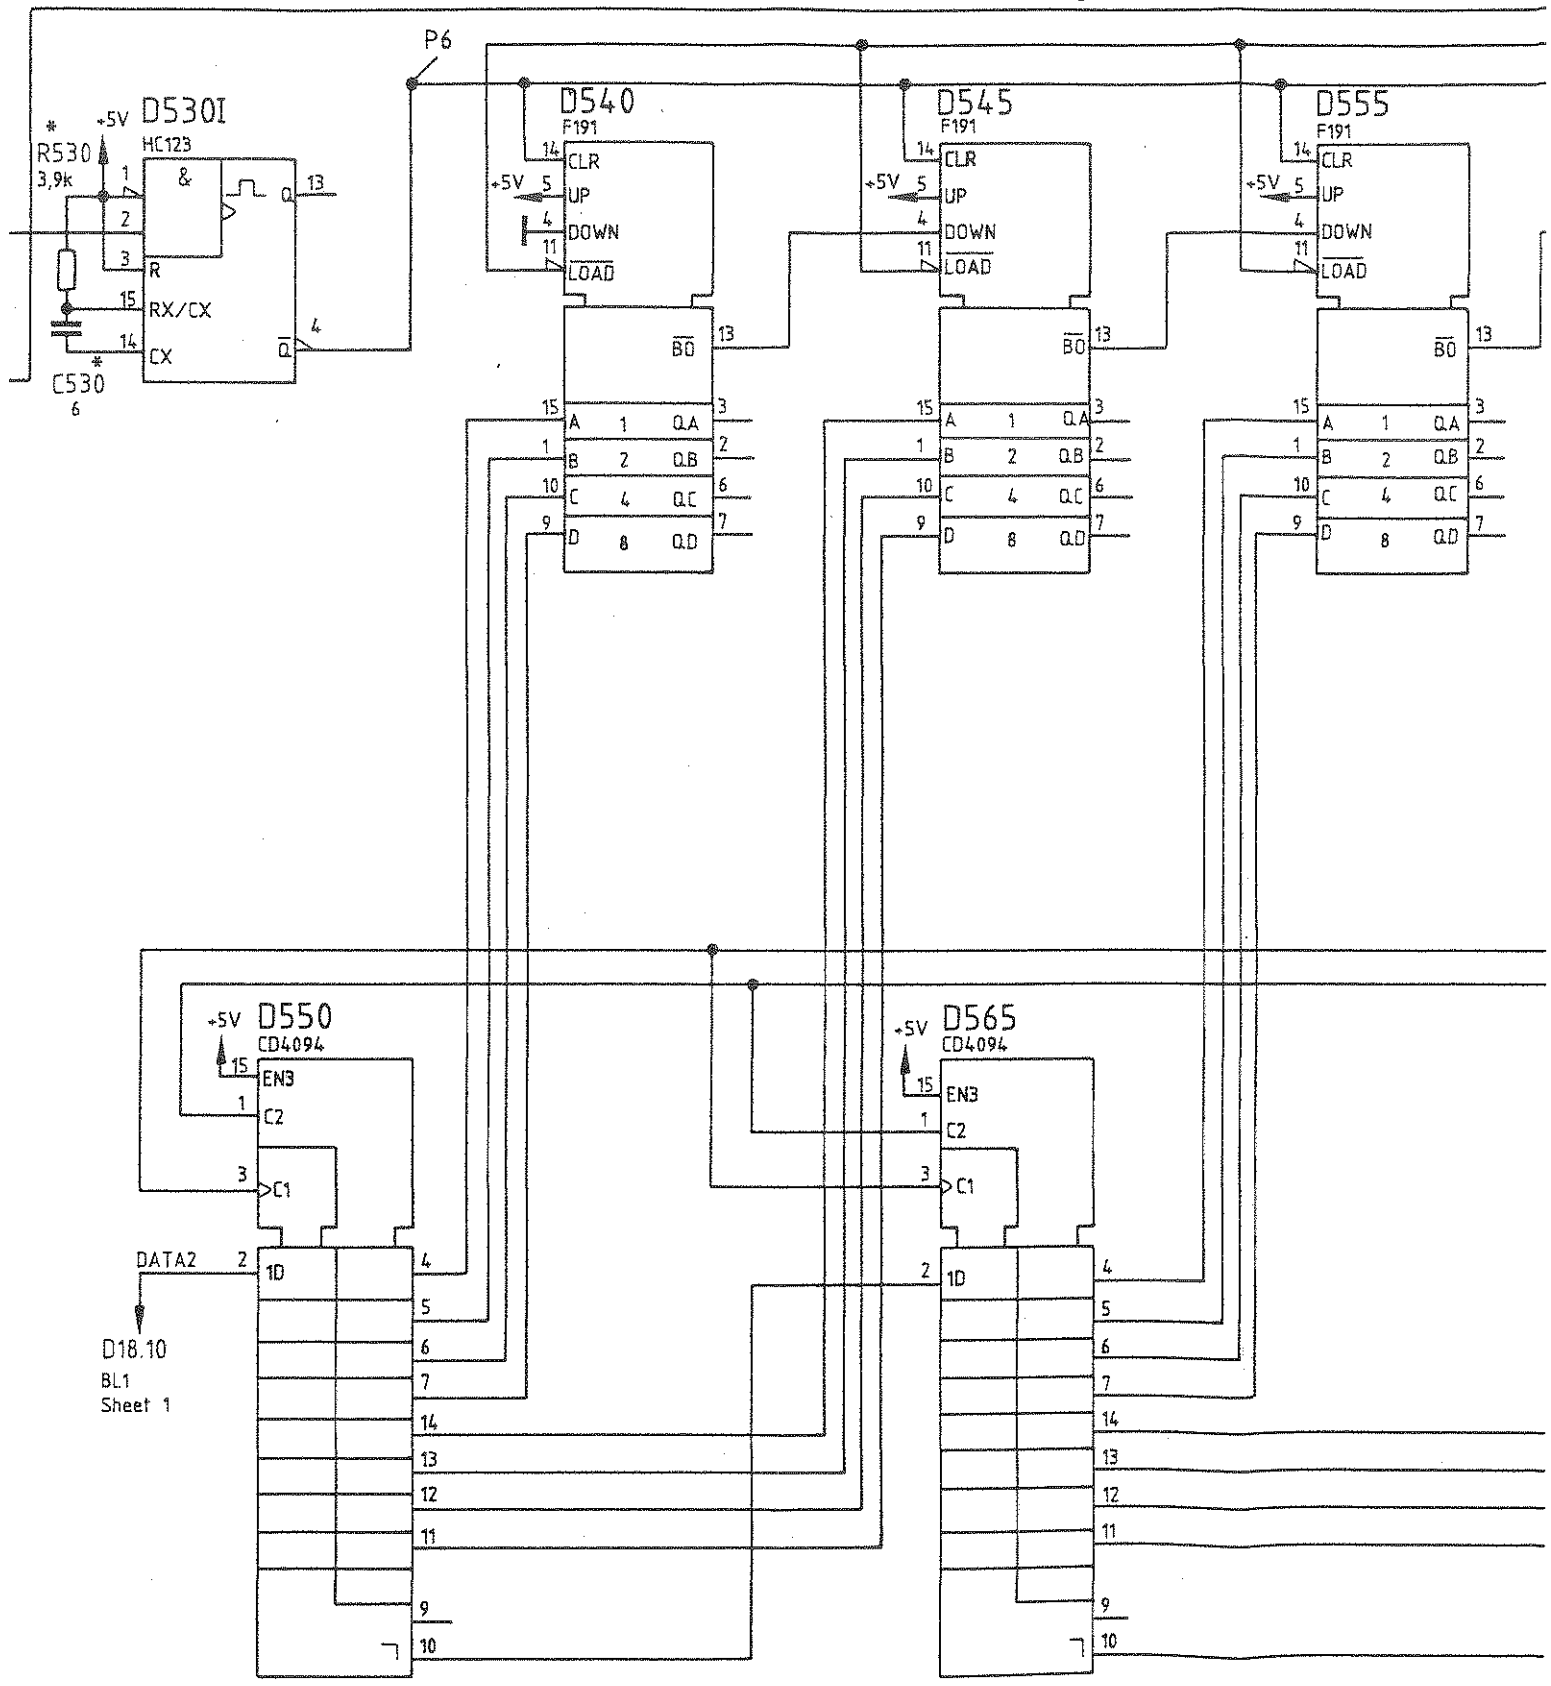 P6
D530I
HC123
+5V
*
R530
3,9k
1
2
3
15
14
&
R
RX/CX
CX
Q
13
Q̅
4
*
C530
6
D540
F191
14
CLR
+5V
5
UP
4
DOWN
11
L̅O̅A̅D̅
B̅O̅
13
15
A
1
QA
3
1
B
2
QB
2
10
C
4
QC
6
9
D
8
QD
7
D545
F191
14
CLR
+5V
5
UP
4
DOWN
11
L̅O̅A̅D̅
B̅O̅
13
15
A
1
QA
3
1
B
2
QB
2
10
C
4
QC
6
9
D
8
QD
7
D555
F191
14
CLR
+5V
5
UP
4
DOWN
11
L̅O̅A̅D̅
B̅O̅
13
15
A
1
QA
3
1
B
2
QB
2
10
C
4
QC
6
9
D
8
QD
7
D550
CD4094
+5V
15
EN3
1
C2
3
C1
DATA2
2
1D
D18.10
BL1
Sheet 1
4
5
6
7
14
13
12
11
9
10
D565
CD4094
+5V
15
EN3
1
C2
3
C1
2
1D
4
5
6
7
14
13
12
11
9
10